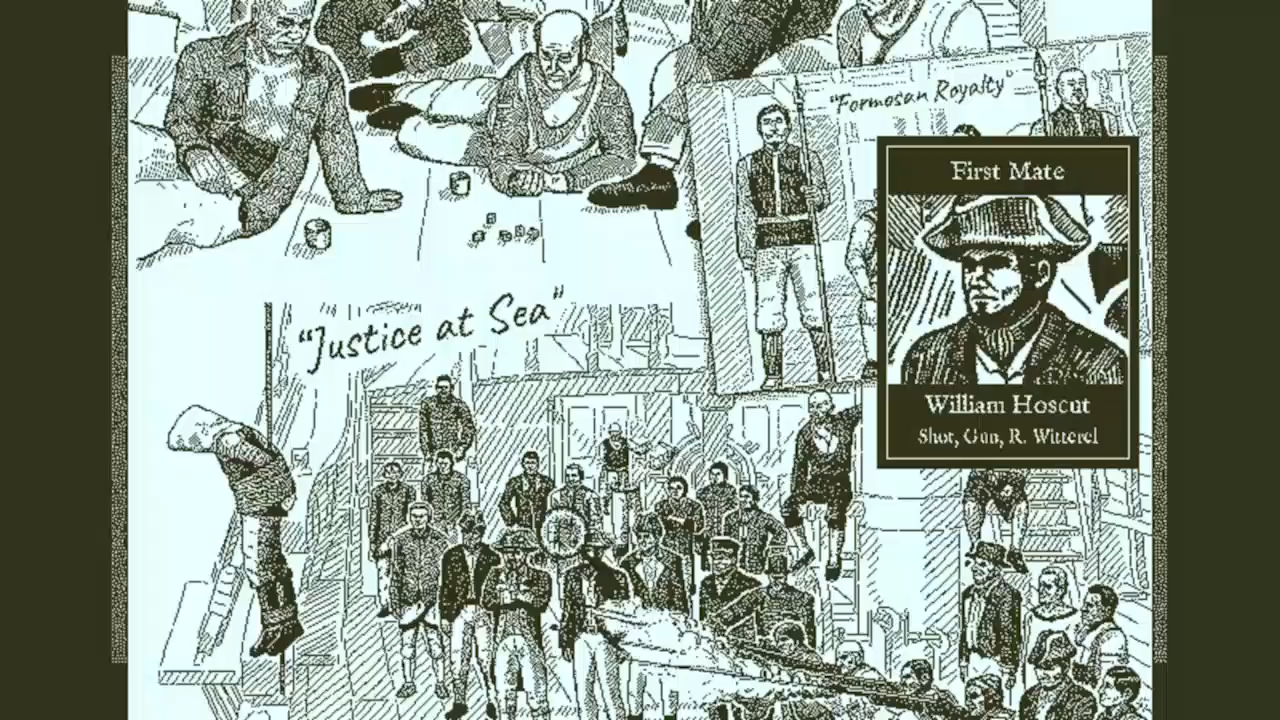 "Formosan Royalty"
First Mate
"Justice at Sea"
William Hoscut
Shot, Gun, R. Witterel